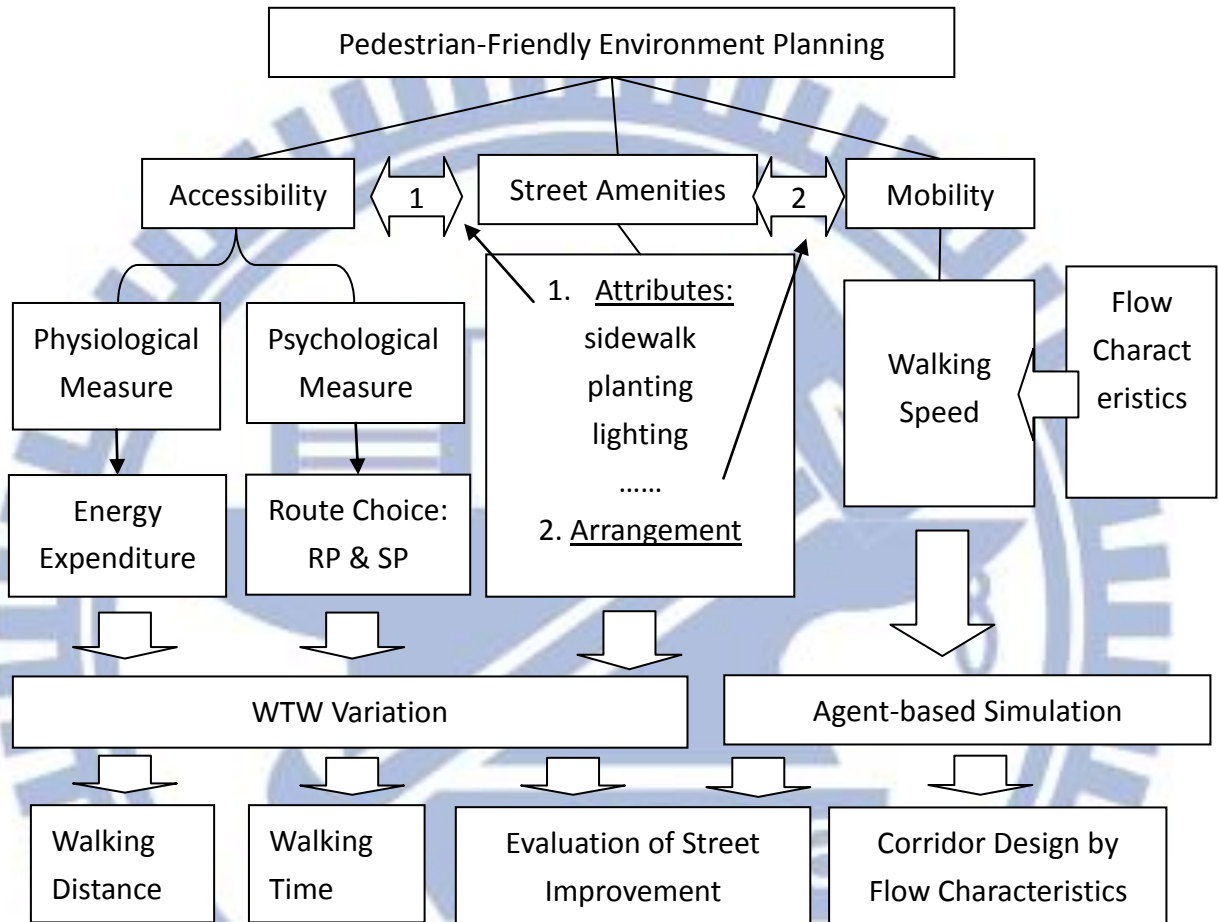 Pedestrian-Friendly Environment Planning
Accessibility
1
Street Amenities
2
Mobility
Physiological
Measure
Psychological
Measure
1. Attributes:
sidewalk
planting
lighting
......
2. Arrangement
Walking
Speed
Flow
Charact
eristics
Energy
Expenditure
Route Choice:
RP & SP
WTW Variation
Agent-based Simulation
Walking
Distance
Walking
Time
Evaluation of Street
Improvement
Corridor Design by
Flow Characteristics